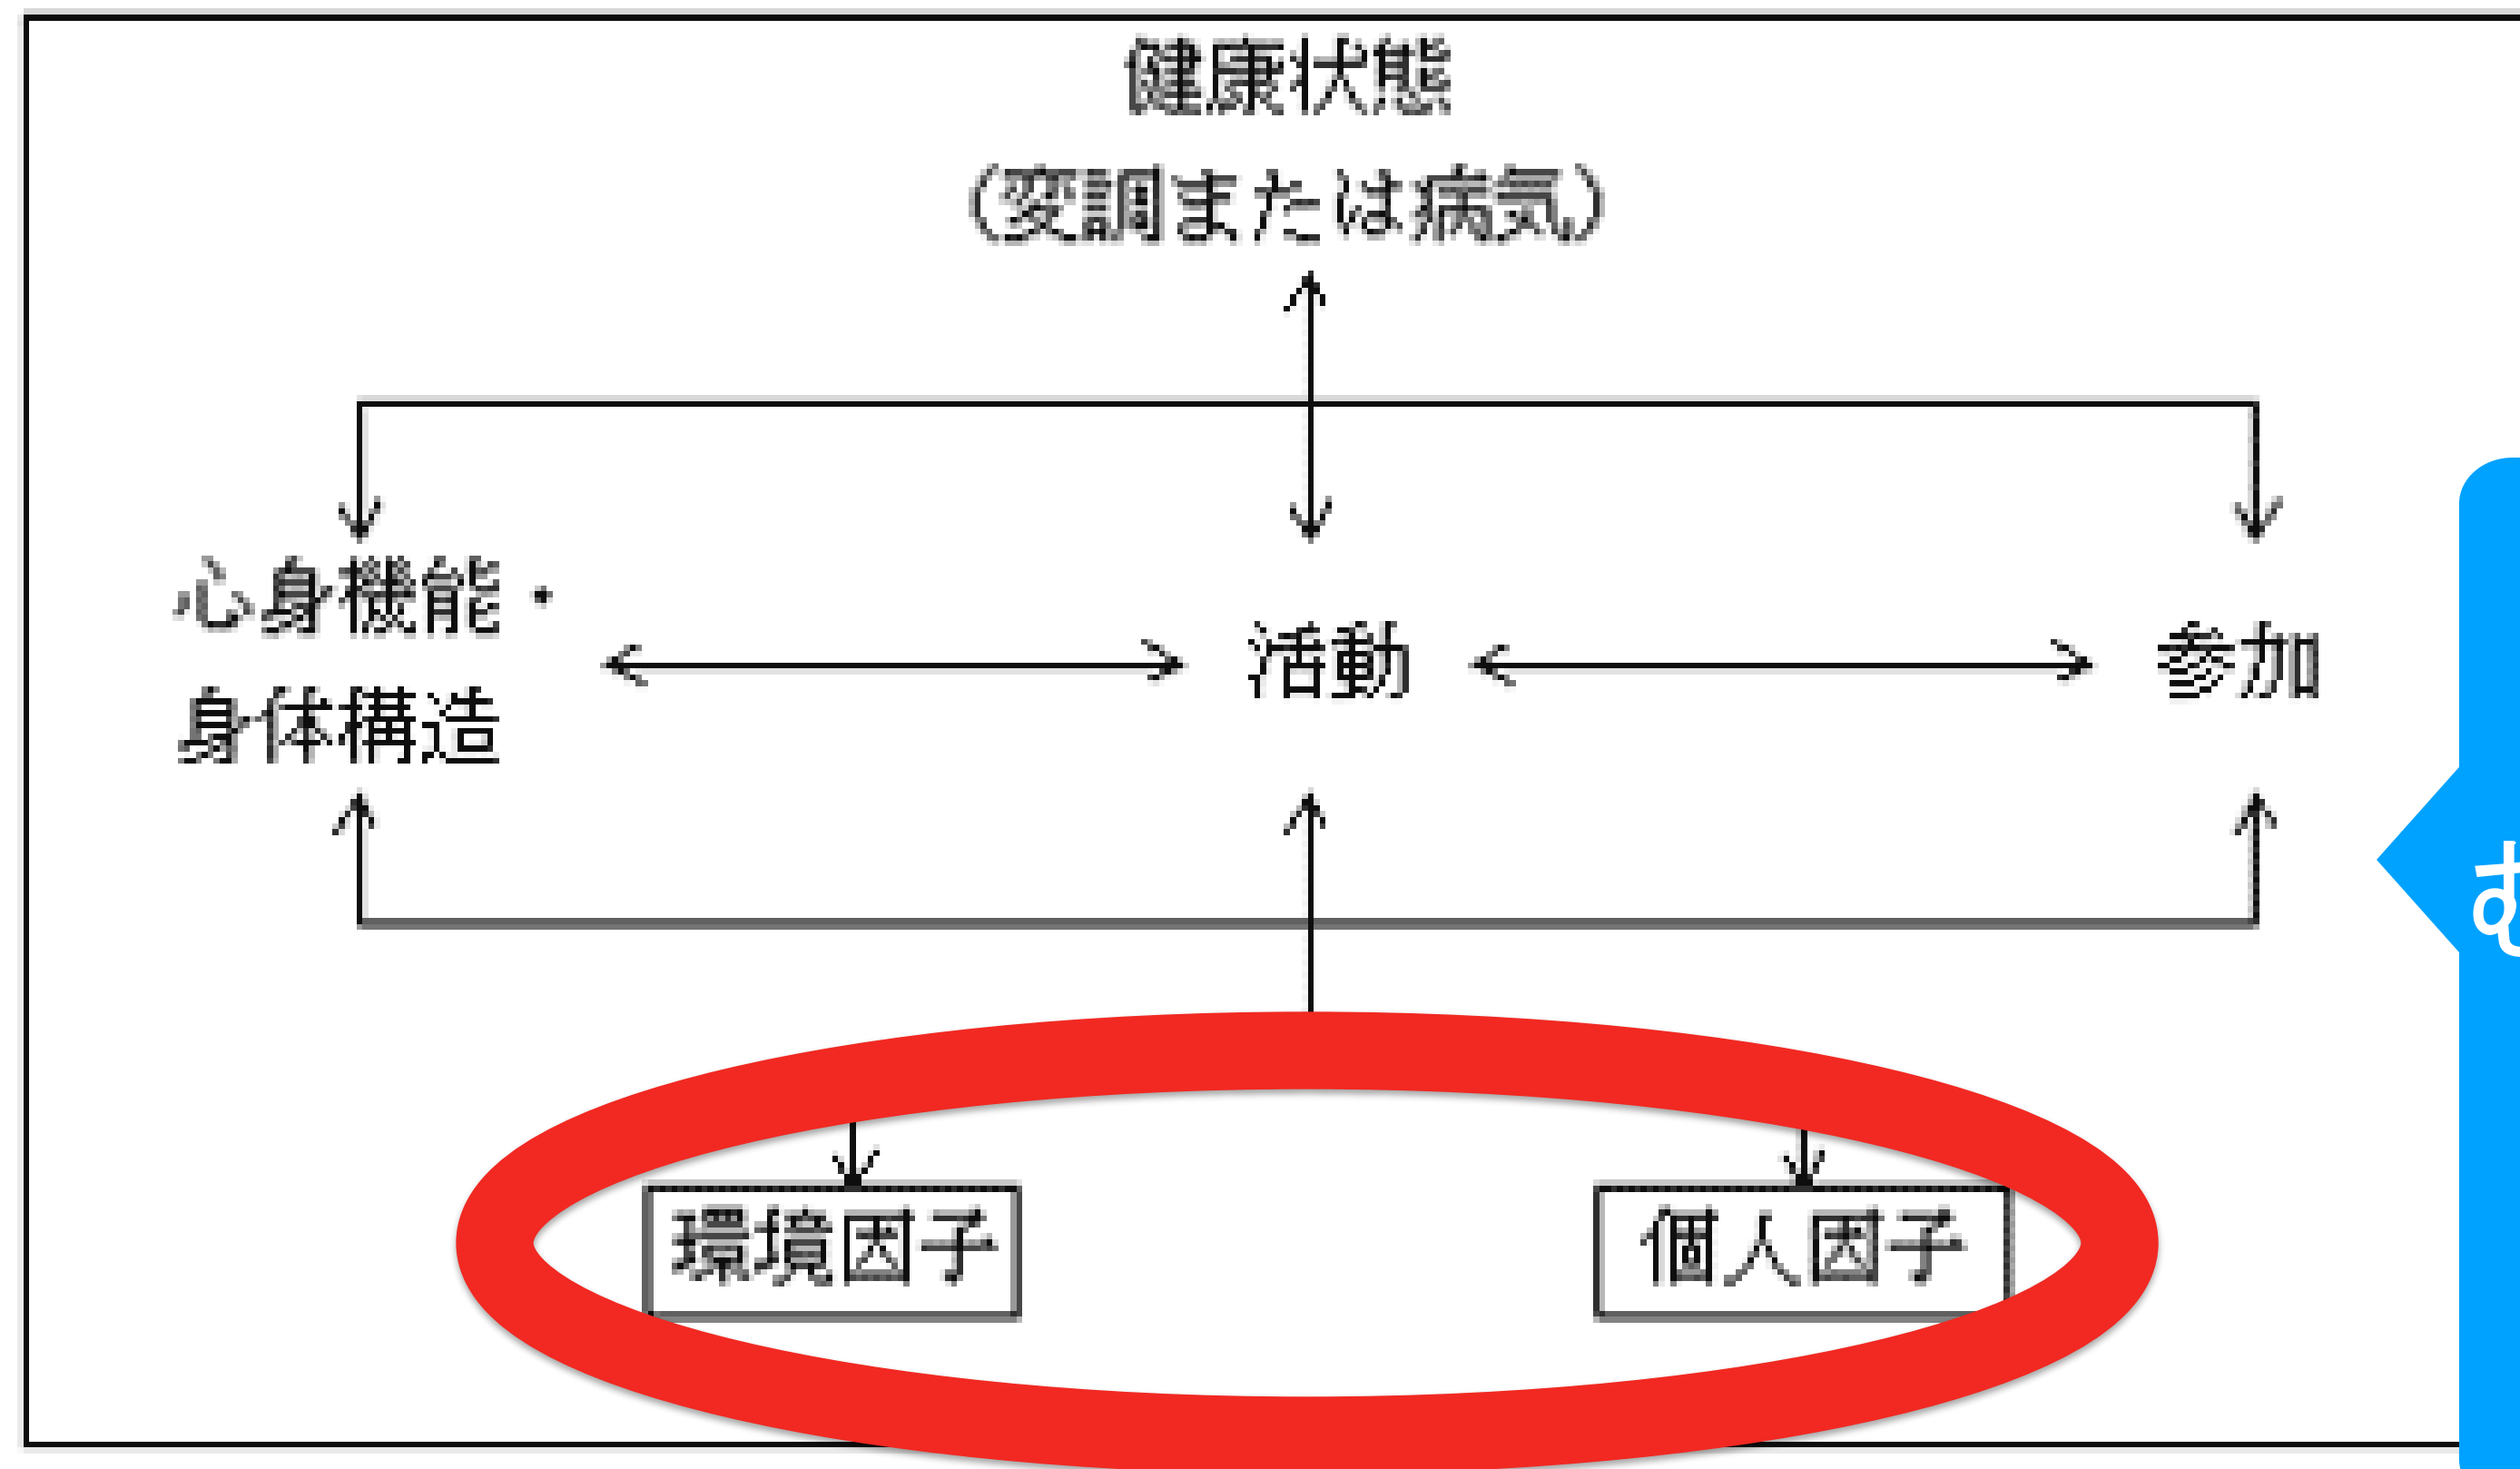 健康状態
（変調または病気）
心身機能・
身体構造
活動
参加
環境因子
個人因子
む